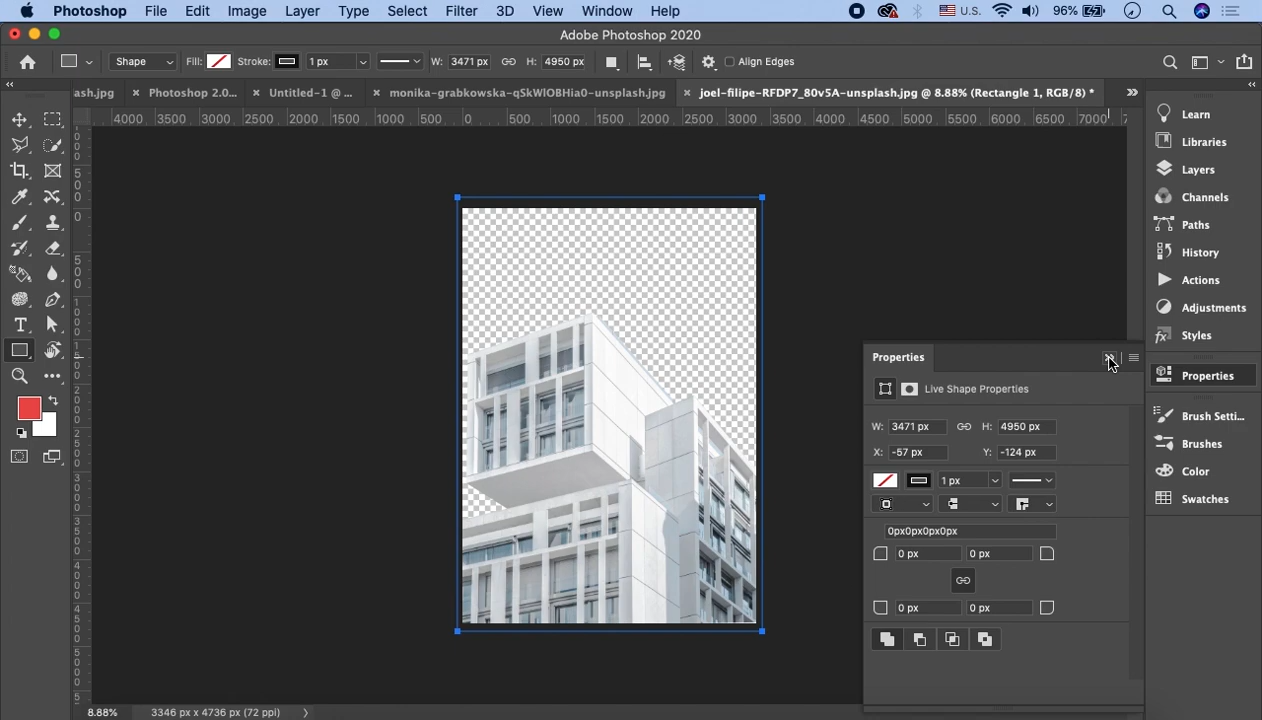 Photoshop File Edit Image Layer Type Select Filter 3D View Window Help U.S. 96%
Adobe Photoshop 2020
Shape Fill: Stroke: 1 px W: 3471 px H: 4950 px Align Edges
ash.jpg × Photoshop 2.0... × Untitled-1 @ ... × monika-grabkowska-qSkWlOBHia0-unsplash.jpg × joel-filipe-RFDP7_80v5A-unsplash.jpg @ 8.88% (Rectangle 1, RGB/8) *
4000 3500 3000 2500 2000 1500 1000 500 0 500 1000 1500 2000 2500 3000 3500 4000 4500 5000 5500 6000 6500 7000
Learn
Libraries
Layers
Channels
Paths
History
Actions
Adjustments
Styles
Properties
Brush Setti...
Brushes
Color
Swatches
Properties
Live Shape Properties
W: 3471 px H: 4950 px
X: -57 px Y: -124 px
1 px
0px0px0px0px
0 px 0 px
0 px 0 px
8.88% 3346 px x 4736 px (72 ppi)